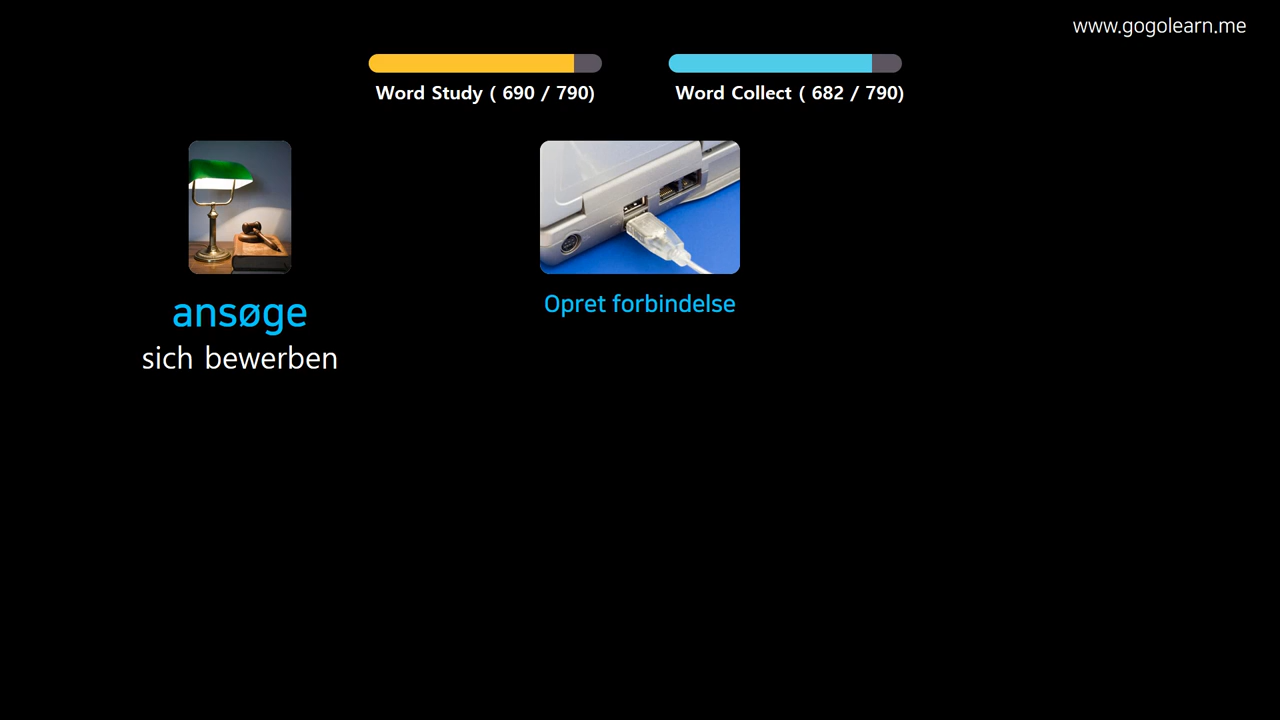 www.gogolearn.me
Word Study ( 690 / 790)
Word Collect ( 682 / 790)
ansøge
sich bewerben
Opret forbindelse